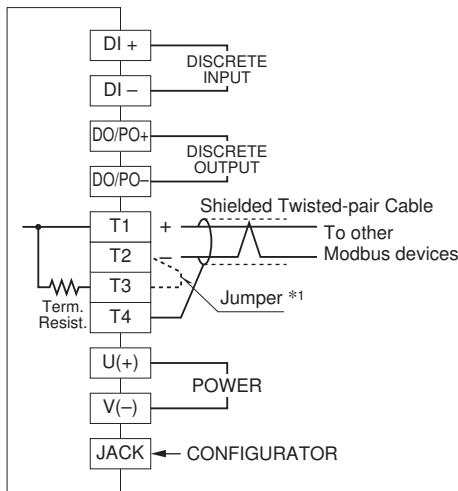 DI +
DISCRETE
INPUT
DI –
DO/PO+
DISCRETE
OUTPUT
DO/PO–
Shielded Twisted-pair Cable
T1 +
To other
Modbus devices
T2 –
T3
Term.
Resist.
Jumper *1
T4
U(+)
POWER
V(–)
JACK
CONFIGURATOR